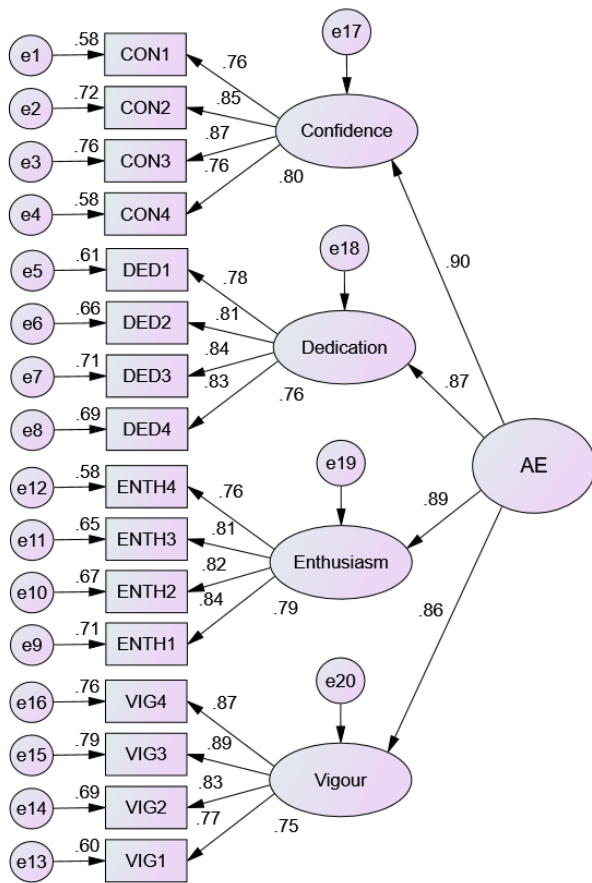 e17
e1 .58 CON1 .76
e2 .72 CON2 .85
Confidence
e3 .76 CON3 .87
.76
.80
e4 .58 CON4
e18
.90
e5 .61 DED1 .78
e6 .66 DED2 .81
Dedication
e7 .71 DED3 .84
.83
.76
.87
e8 .69 DED4
AE
e19
e12 .58 ENTH4 .76
.89
e11 .65 ENTH3 .81
Enthusiasm
e10 .67 ENTH2 .82
.84
.79
.86
e9 .71 ENTH1
e20
e16 .76 VIG4 .87
e15 .79 VIG3 .89
Vigour
e14 .69 VIG2 .83
.77
.75
e13 .60 VIG1